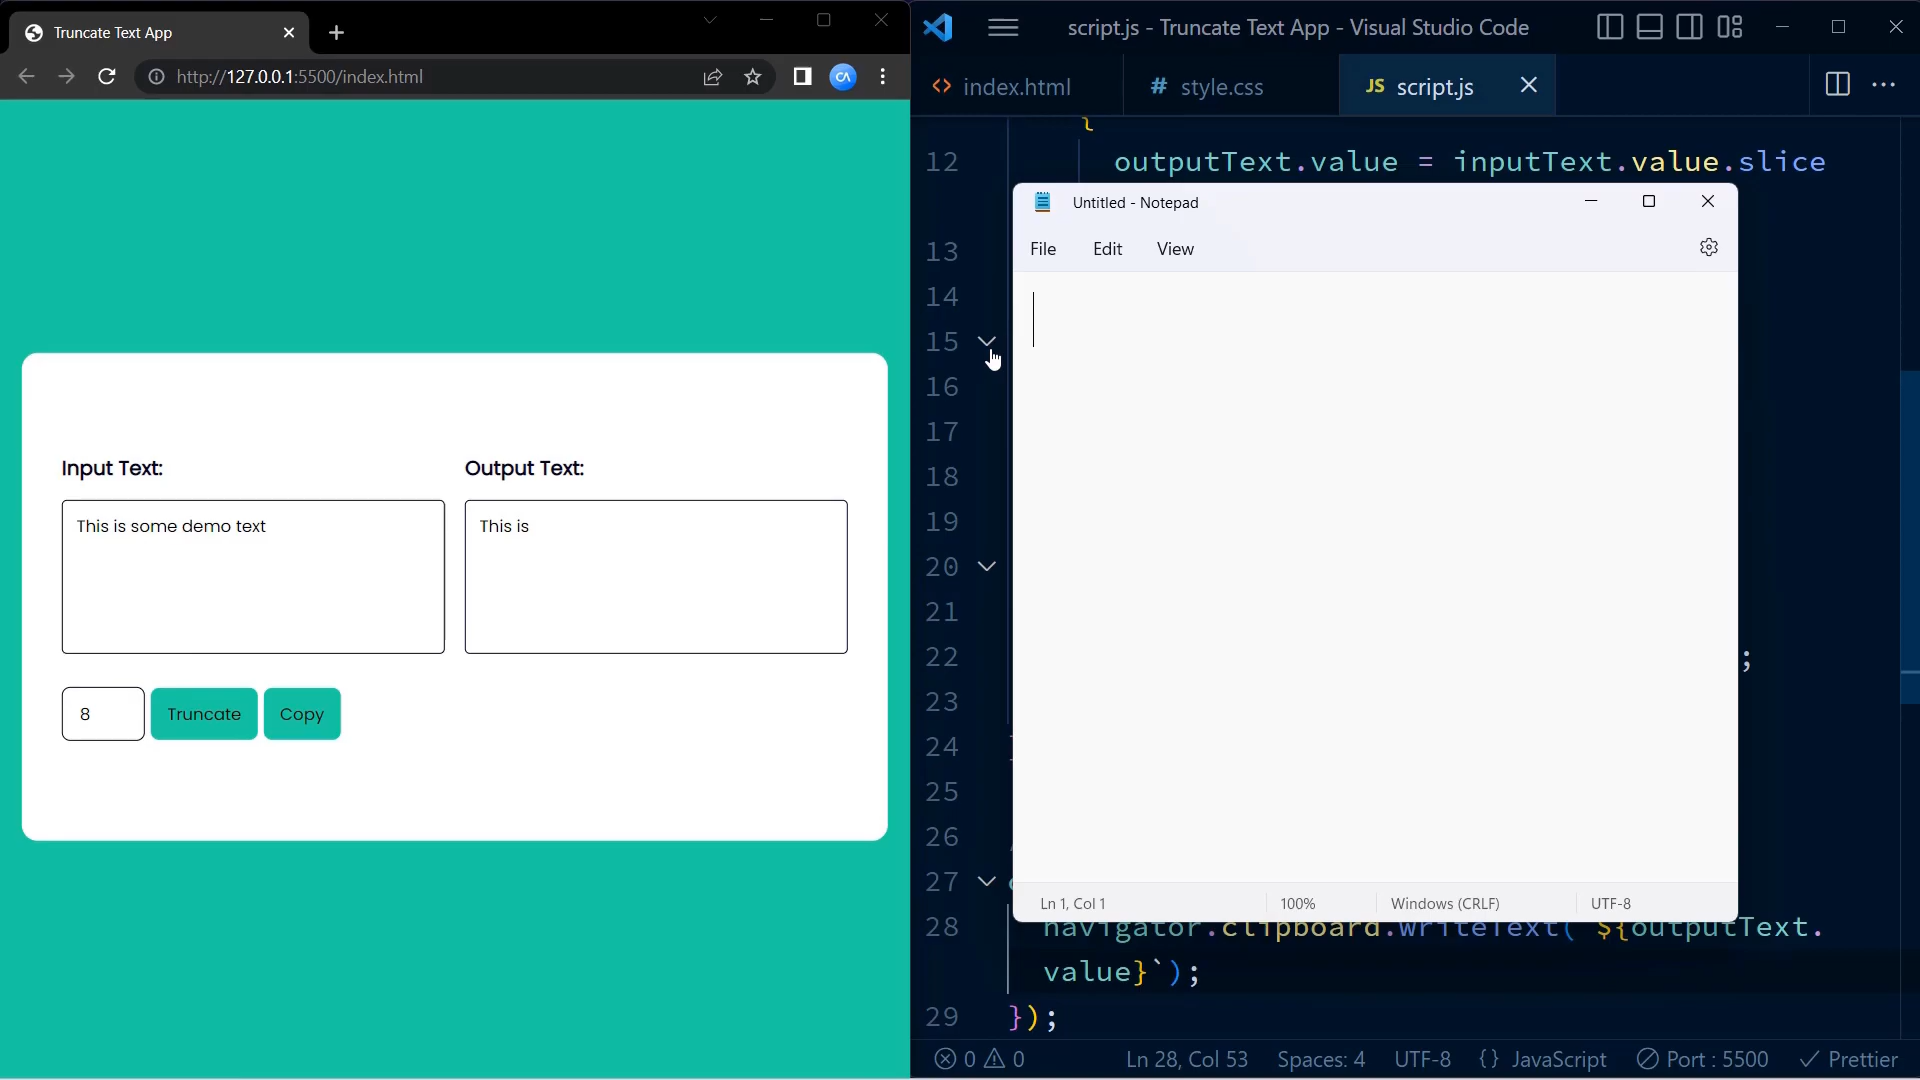 Truncate Text App
http://127.0.0.1:5500/index.html
CA
Input Text:
Output Text:
This is some demo text
This is
8
Truncate
Copy
script.js - Truncate Text App - Visual Studio Code
index.html
# style.css
JS script.js
{
12 outputText.value = inputText.value.slice
13
14
15
16
17
18
19
20
21
22 ;
23
24
25
26
27
28 navigator.clipboard.writeText(`${outputText.
value}`);
29 });
Untitled - Notepad
File Edit View
Ln 1, Col 1 100% Windows (CRLF) UTF-8
0 0 Ln 28, Col 53 Spaces: 4 UTF-8 {} JavaScript Port : 5500 Prettier